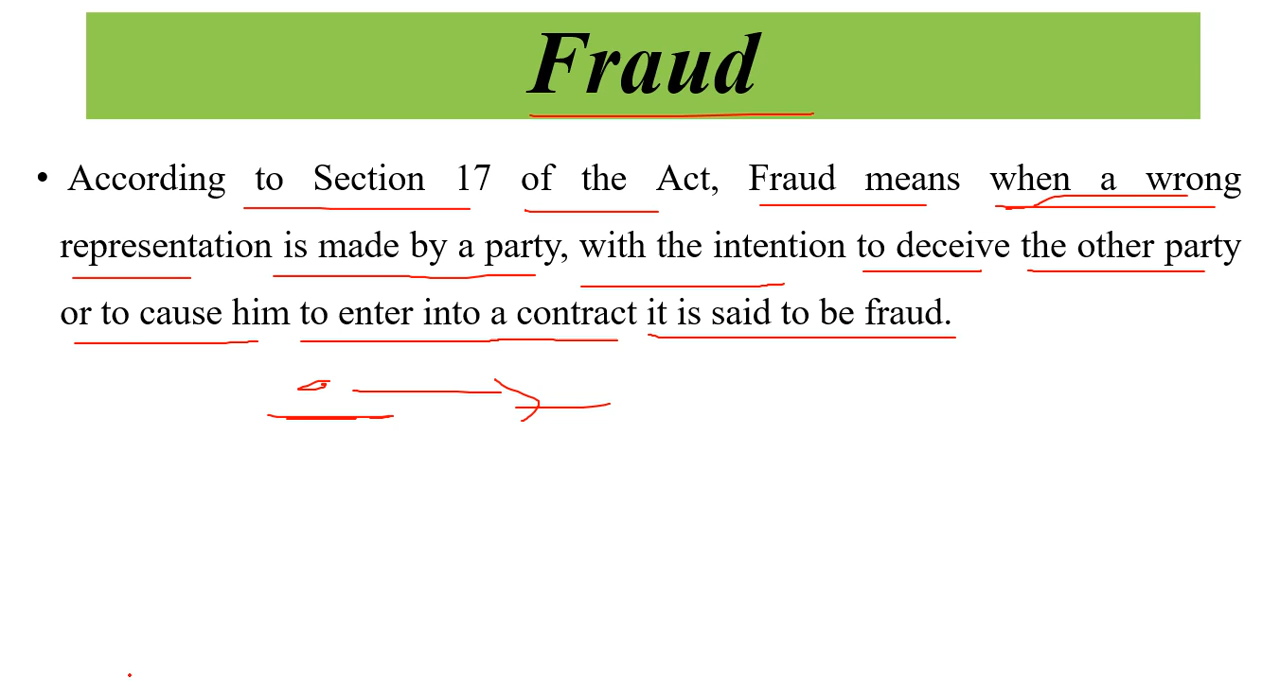 Fraud
• According to Section 17 of the Act, Fraud means when a wrong
representation is made by a party, with the intention to deceive the other party
or to cause him to enter into a contract it is said to be fraud.